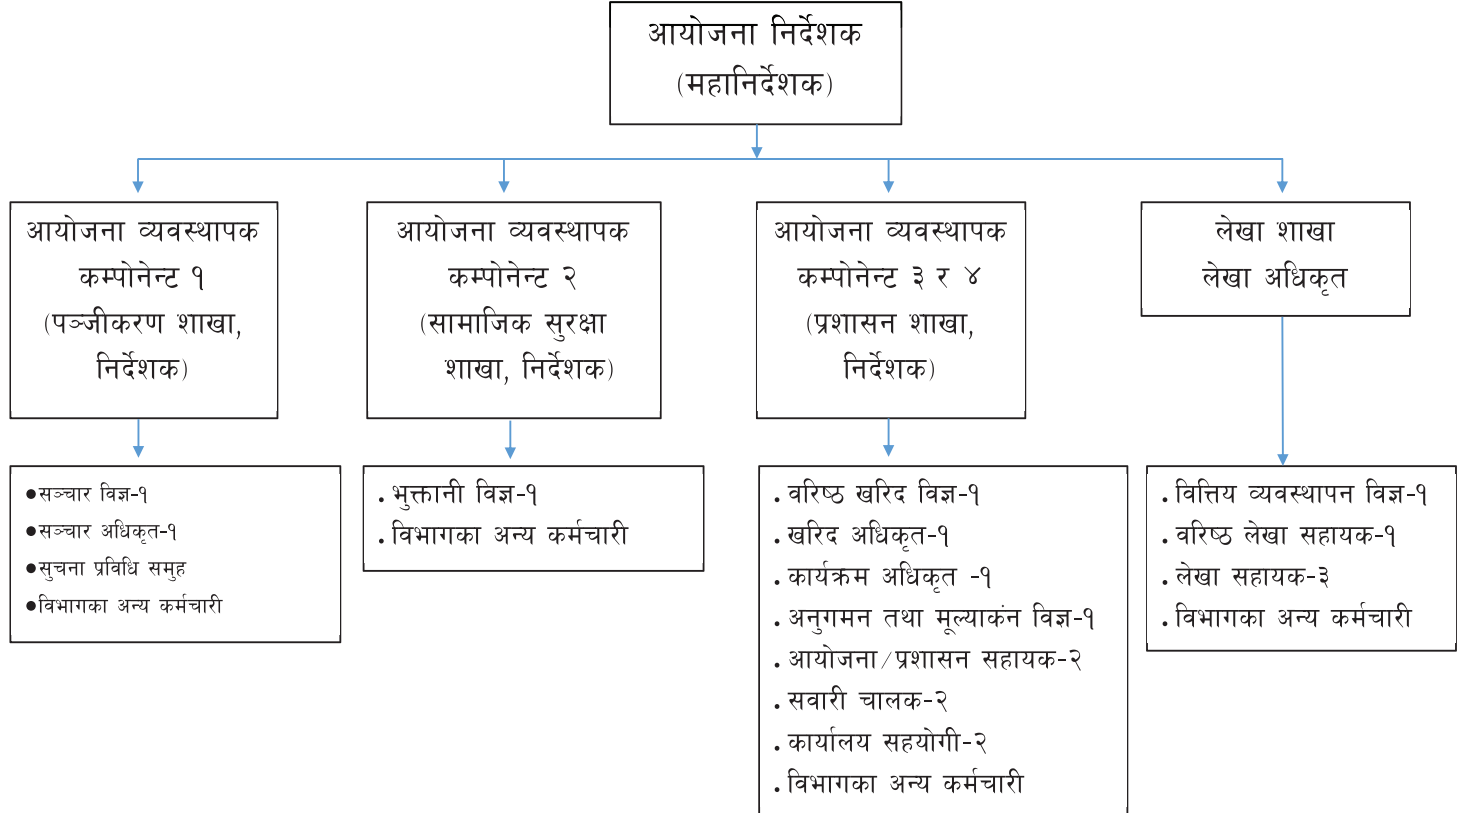 आयोजना निर्देशक
(महानिर्देशक)
आयोजना व्यवस्थापक
कम्पोनेन्ट १
(पञ्जीकरण शाखा,
निर्देशक)
आयोजना व्यवस्थापक
कम्पोनेन्ट २
(सामाजिक सुरक्षा
शाखा, निर्देशक)
आयोजना व्यवस्थापक
कम्पोनेन्ट ३ र ४
(प्रशासन शाखा,
निर्देशक)
लेखा शाखा
लेखा अधिकृत
●सञ्चार विज्ञ-१
●सञ्चार अधिकृत-१
●सुचना प्रविधि समुह
●विभागका अन्य कर्मचारी
. भुक्तानी विज्ञ-१
. विभागका अन्य कर्मचारी
. वरिष्ठ खरिद विज्ञ-१
. खरिद अधिकृत-१
. कार्यक्रम अधिकृत -१
. अनुगमन तथा मूल्याकंन विज्ञ-१
. आयोजना/प्रशासन सहायक-२
. सवारी चालक-२
. कार्यालय सहयोगी-२
. विभागका अन्य कर्मचारी
. वित्तिय व्यवस्थापन विज्ञ-१
. वरिष्ठ लेखा सहायक-१
. लेखा सहायक-३
. विभागका अन्य कर्मचारी